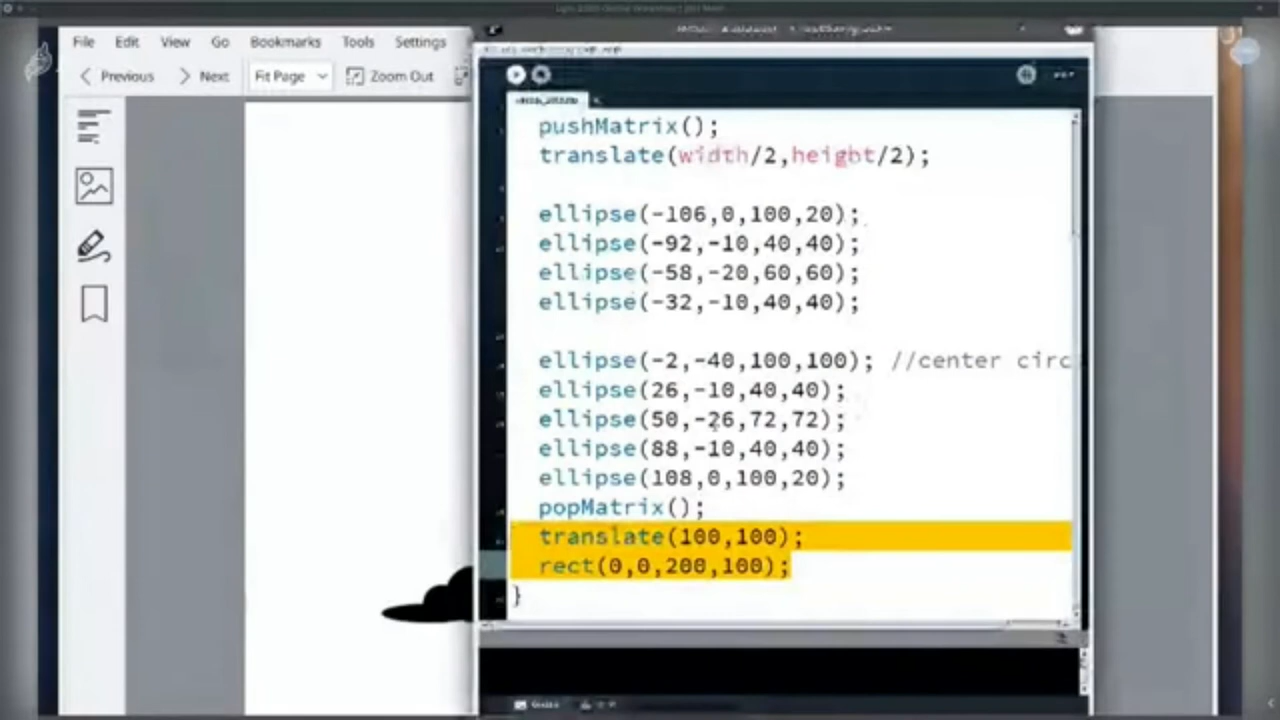 File Edit View Go Bookmarks Tools Settings
Previous Next Fit Page Zoom Out
pushMatrix();
translate(width/2,height/2);
ellipse(-106,0,100,20);
ellipse(-92,-10,40,40);
ellipse(-58,-20,60,60);
ellipse(-32,-10,40,40);
ellipse(-2,-40,100,100); //center circ
ellipse(26,-10,40,40);
ellipse(50,-26,72,72);
ellipse(88,-10,40,40);
ellipse(108,0,100,20);
popMatrix();
translate(100,100);
rect(0,0,200,100);
}